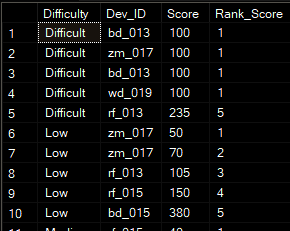 Difficulty Dev_ID Score Rank_Score
1 Difficult bd_013 100 1
2 Difficult zm_017 100 1
3 Difficult bd_013 100 1
4 Difficult wd_019 100 1
5 Difficult rf_013 235 5
6 Low zm_017 50 1
7 Low zm_017 70 2
8 Low rf_013 105 3
9 Low rf_015 150 4
10 Low bd_015 380 5